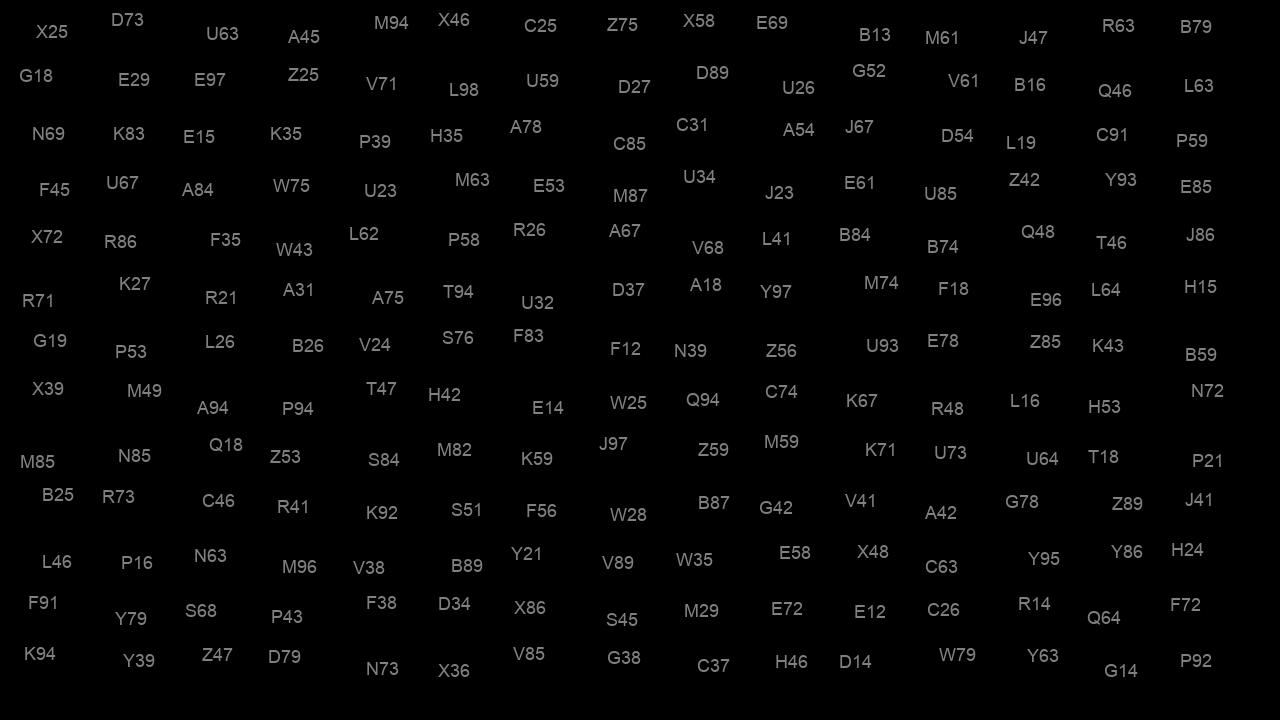 X25 D73 U63 A45 M94 X46 C25 Z75 X58 E69 B13 M61 J47 R63 B79
G18 E29 E97 Z25 V71 L98 U59 D27 D89 U26 G52 V61 B16 Q46 L63
N69 K83 E15 K35 P39 H35 A78 C85 C31 A54 J67 D54 L19 C91 P59
F45 U67 A84 W75 U23 M63 E53 M87 U34 J23 E61 U85 Z42 Y93 E85
X72 R86 F35 W43 L62 P58 R26 A67 V68 L41 B84 B74 Q48 T46 J86
R71 K27 R21 A31 A75 T94 U32 D37 A18 Y97 M74 F18 E96 L64 H15
G19 P53 L26 B26 V24 S76 F83 F12 N39 Z56 U93 E78 Z85 K43 B59
X39 M49 A94 P94 T47 H42 E14 W25 Q94 C74 K67 R48 L16 H53 N72
M85 N85 Q18 Z53 S84 M82 K59 J97 Z59 M59 K71 U73 U64 T18 P21
B25 R73 C46 R41 K92 S51 F56 W28 B87 G42 V41 A42 G78 Z89 J41
L46 P16 N63 M96 V38 B89 Y21 V89 W35 E58 X48 C63 Y95 Y86 H24
F91 Y79 S68 P43 F38 D34 X86 S45 M29 E72 E12 C26 R14 Q64 F72
K94 Y39 Z47 D79 N73 X36 V85 G38 C37 H46 D14 W79 Y63 G14 P92